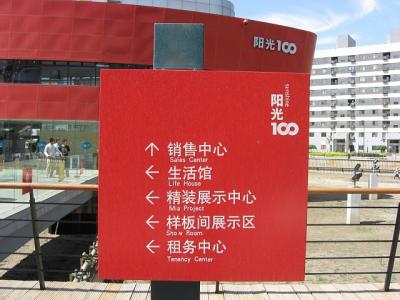 阳光100
sunshine
阳光
100
↑ 销售中心
Sales Center
← 生活馆
Life House
← 精装展示中心
Mia Project
← 样板间展示区
Show Room
← 租务中心
Tenancy Center